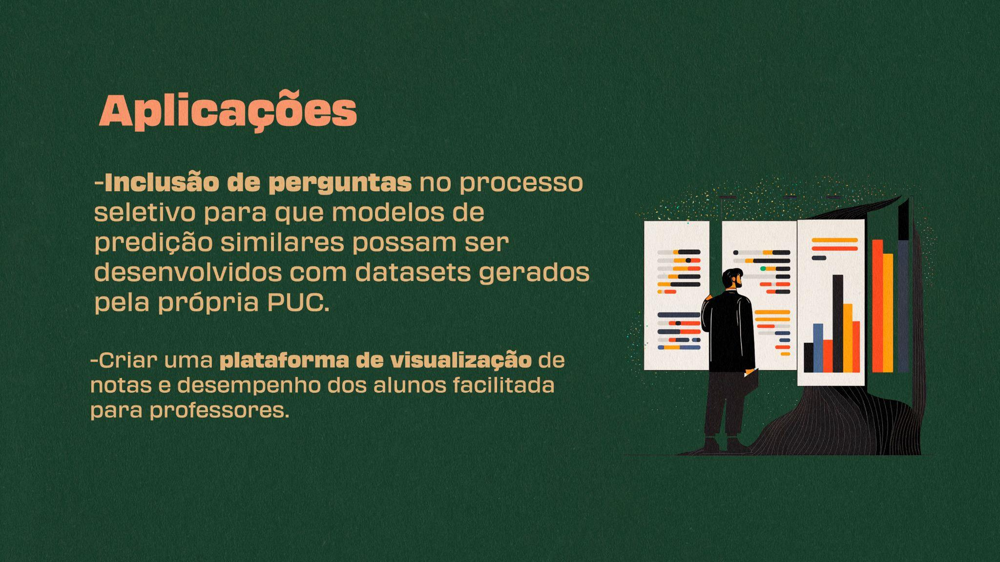 Aplicações
-Inclusão de perguntas no processo
seletivo para que modelos de
predição similares possam ser
desenvolvidos com datasets gerados
pela própria PUC.
-Criar uma plataforma de visualização de
notas e desempenho dos alunos facilitada
para professores.